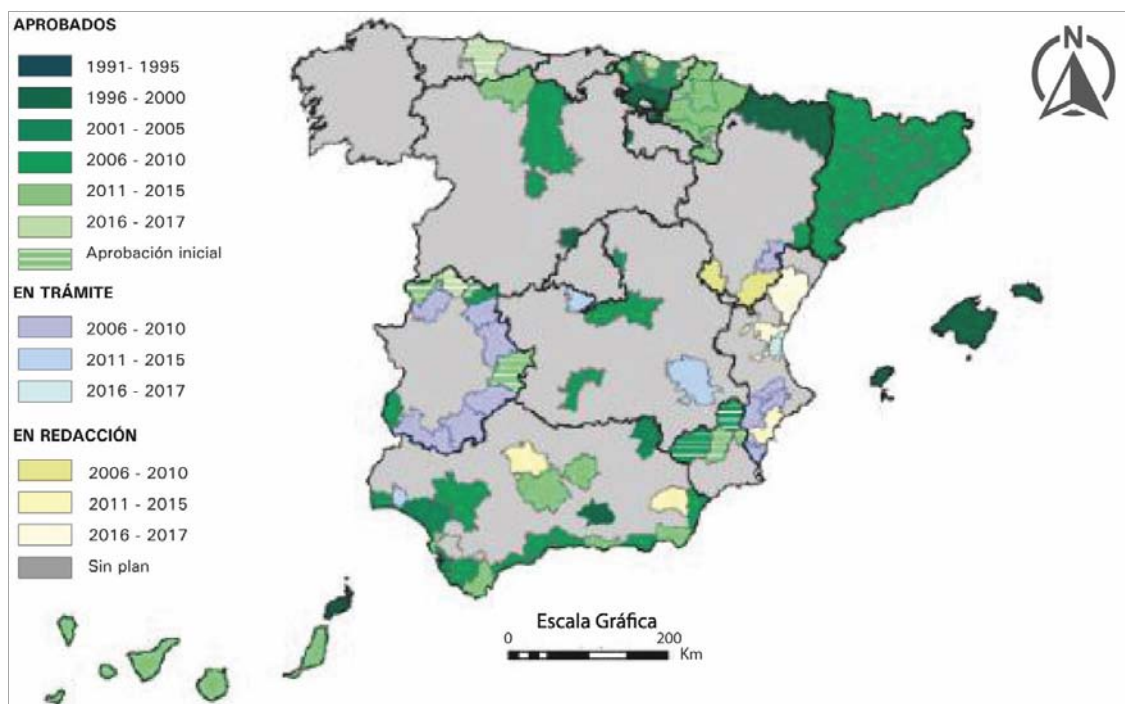 APROBADOS
1991- 1995
1996 - 2000
2001 - 2005
2006 - 2010
2011 - 2015
2016 - 2017
Aprobación inicial
EN TRÁMITE
2006 - 2010
2011 - 2015
2016 - 2017
EN REDACCIÓN
2006 - 2010
2011 - 2015
2016 - 2017
Sin plan
N
Escala Gráfica
0 200
Km